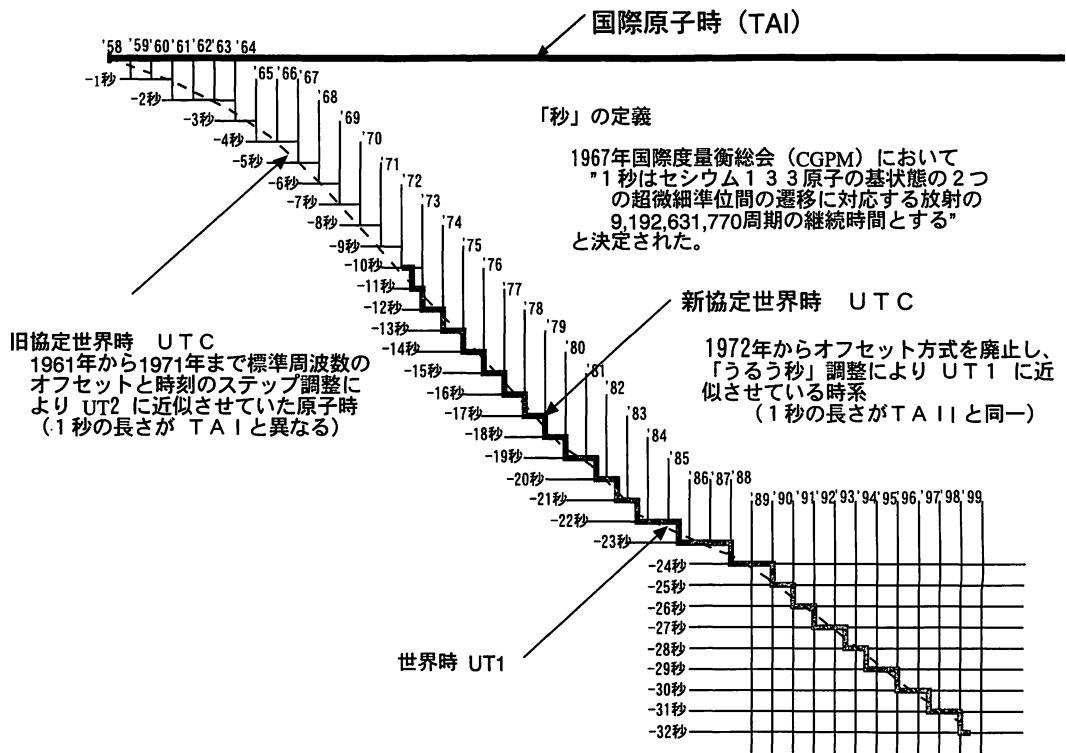 国際原子時（TAI）
'58 '59 '60 '61 '62 '63 '64
'65 '66 '67
'68
'69
'70
'71
'72
'73
'74
'75
'76
'77
'78
'79
'80
'81
'82
'83
'84
'85
'86 '87 '88
'89 '90 '91 '92 '93 '94 '95 '96 '97 '98 '99
-1秒
-2秒
-3秒
-4秒
-5秒
-6秒
-7秒
-8秒
-9秒
-10秒
-11秒
-12秒
-13秒
-14秒
-15秒
-16秒
-17秒
-18秒
-19秒
-20秒
-21秒
-22秒
-23秒
-24秒
-25秒
-26秒
-27秒
-28秒
-29秒
-30秒
-31秒
-32秒
「秒」の定義
1967年国際度量衡総会（CGPM）において
"１秒はセシウム１３３原子の基状態の２つ
の超微細準位間の遷移に対応する放射の
9,192,631,770周期の継続時間とする"
と決定された。
旧協定世界時　ＵＴＣ
1961年から1971年まで標準周波数の
オフセットと時刻のステップ調整に
より UT2 に近似させていた原子時
（１秒の長さが ＴＡＩと異なる）
新協定世界時　ＵＴＣ
1972年からオフセット方式を廃止し、
「うるう秒」調整によりＵＴ１ に近
似させている時系
（１秒の長さがＴＡＩＩと同一）
世界時 UT1